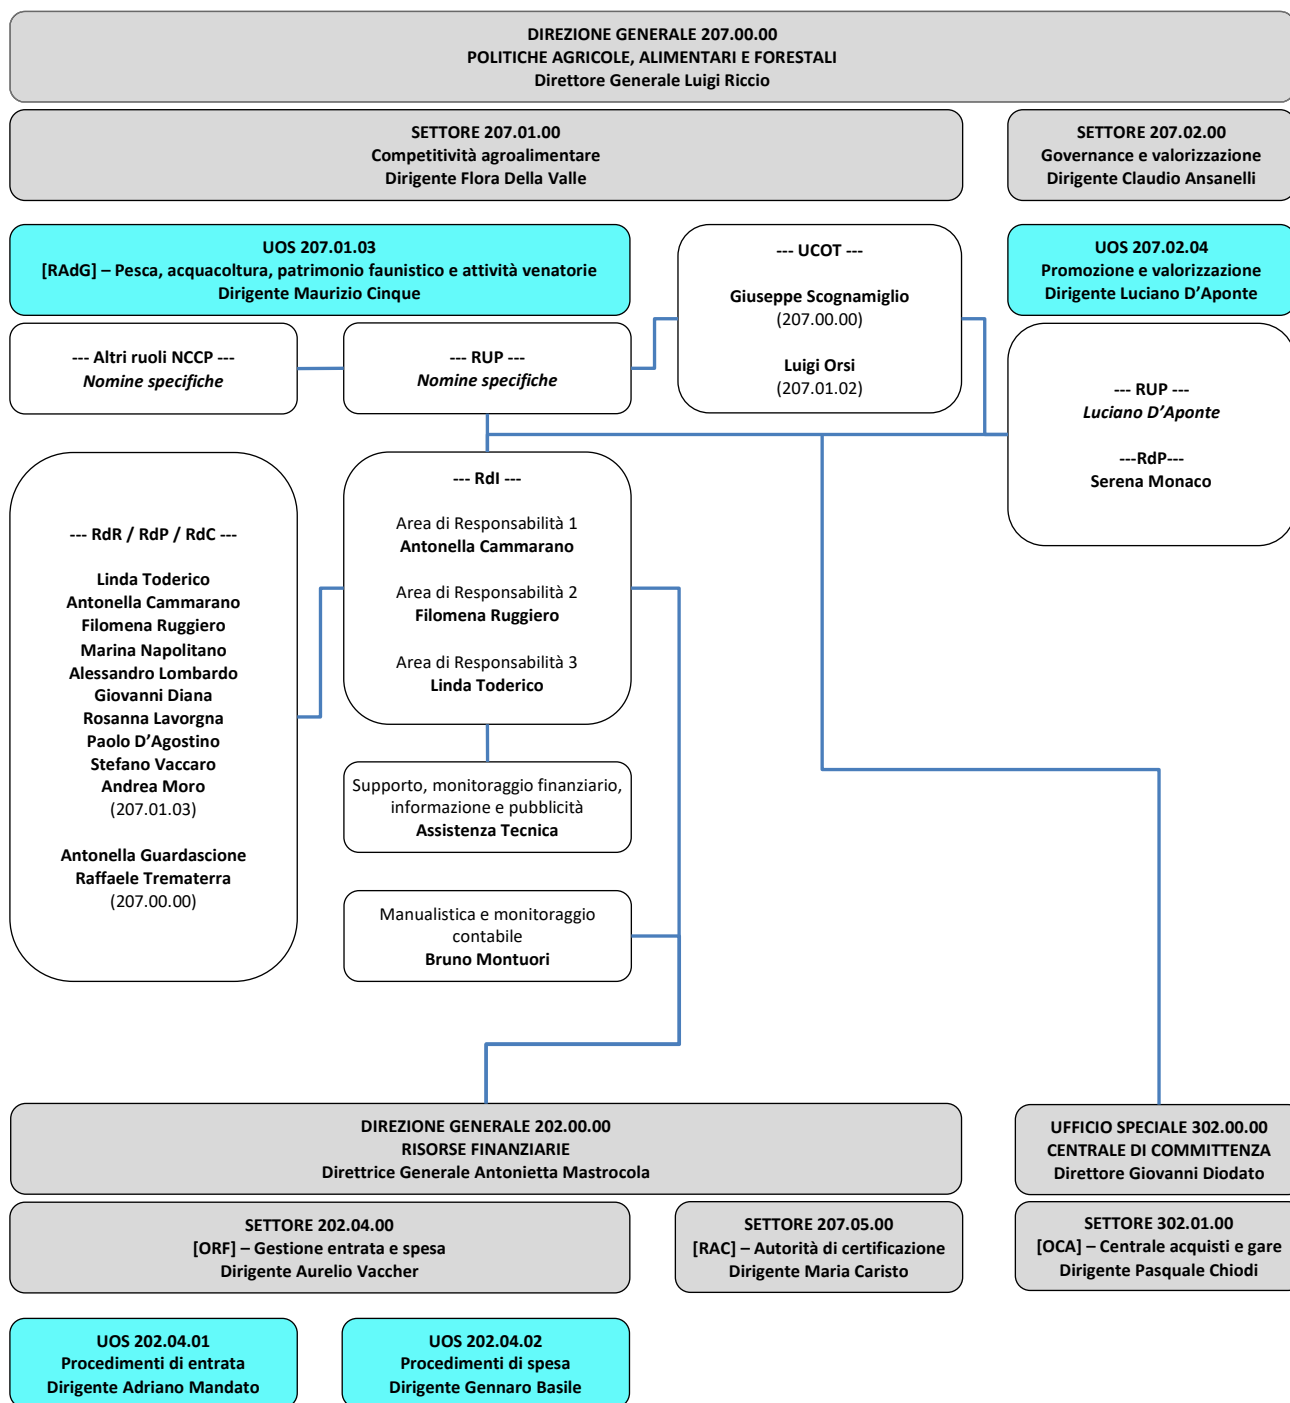 DIREZIONE GENERALE 207.00.00
POLITICHE AGRICOLE, ALIMENTARI E FORESTALI
Direttore Generale Luigi Riccio
SETTORE 207.01.00
Competitività agroalimentare
Dirigente Flora Della Valle
SETTORE 207.02.00
Governance e valorizzazione
Dirigente Claudio Ansanelli
UOS 207.01.03
[RAdG] – Pesca, acquacoltura, patrimonio faunistico e attività venatorie
Dirigente Maurizio Cinque
--- UCOT ---
Giuseppe Scognamiglio
(207.00.00)
Luigi Orsi
(207.01.02)
UOS 207.02.04
Promozione e valorizzazione
Dirigente Luciano D’Aponte
--- Altri ruoli NCCP ---
Nomine specifiche
--- RUP ---
Nomine specifiche
--- RUP ---
Luciano D’Aponte
---RdP---
Serena Monaco
--- RdR / RdP / RdC ---
Linda Toderico
Antonella Cammarano
Filomena Ruggiero
Marina Napolitano
Alessandro Lombardo
Giovanni Diana
Rosanna Lavorgna
Paolo D’Agostino
Stefano Vaccaro
Andrea Moro
(207.01.03)
Antonella Guardascione
Raffaele Trematerra
(207.00.00)
--- RdI ---
Area di Responsabilità 1
Antonella Cammarano
Area di Responsabilità 2
Filomena Ruggiero
Area di Responsabilità 3
Linda Toderico
Supporto, monitoraggio finanziario,
informazione e pubblicità
Assistenza Tecnica
Manualistica e monitoraggio
contabile
Bruno Montuori
DIREZIONE GENERALE 202.00.00
RISORSE FINANZIARIE
Direttrice Generale Antonietta Mastrocola
UFFICIO SPECIALE 302.00.00
CENTRALE DI COMMITTENZA
Direttore Giovanni Diodato
SETTORE 202.04.00
[ORF] – Gestione entrata e spesa
Dirigente Aurelio Vaccher
SETTORE 207.05.00
[RAC] – Autorità di certificazione
Dirigente Maria Caristo
SETTORE 302.01.00
[OCA] – Centrale acquisti e gare
Dirigente Pasquale Chiodi
UOS 202.04.01
Procedimenti di entrata
Dirigente Adriano Mandato
UOS 202.04.02
Procedimenti di spesa
Dirigente Gennaro Basile